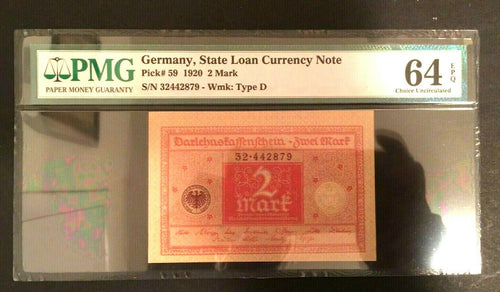 PMG
PAPER MONEY GUARANTY
Germany, State Loan Currency Note
Pick# 59 1920 2 Mark
S/N 32442879 - Wmk: Type D
64 EPQ
Choice Uncirculated
Darlehnskassenschein - Zwei Mark
32·442879
2
Mark